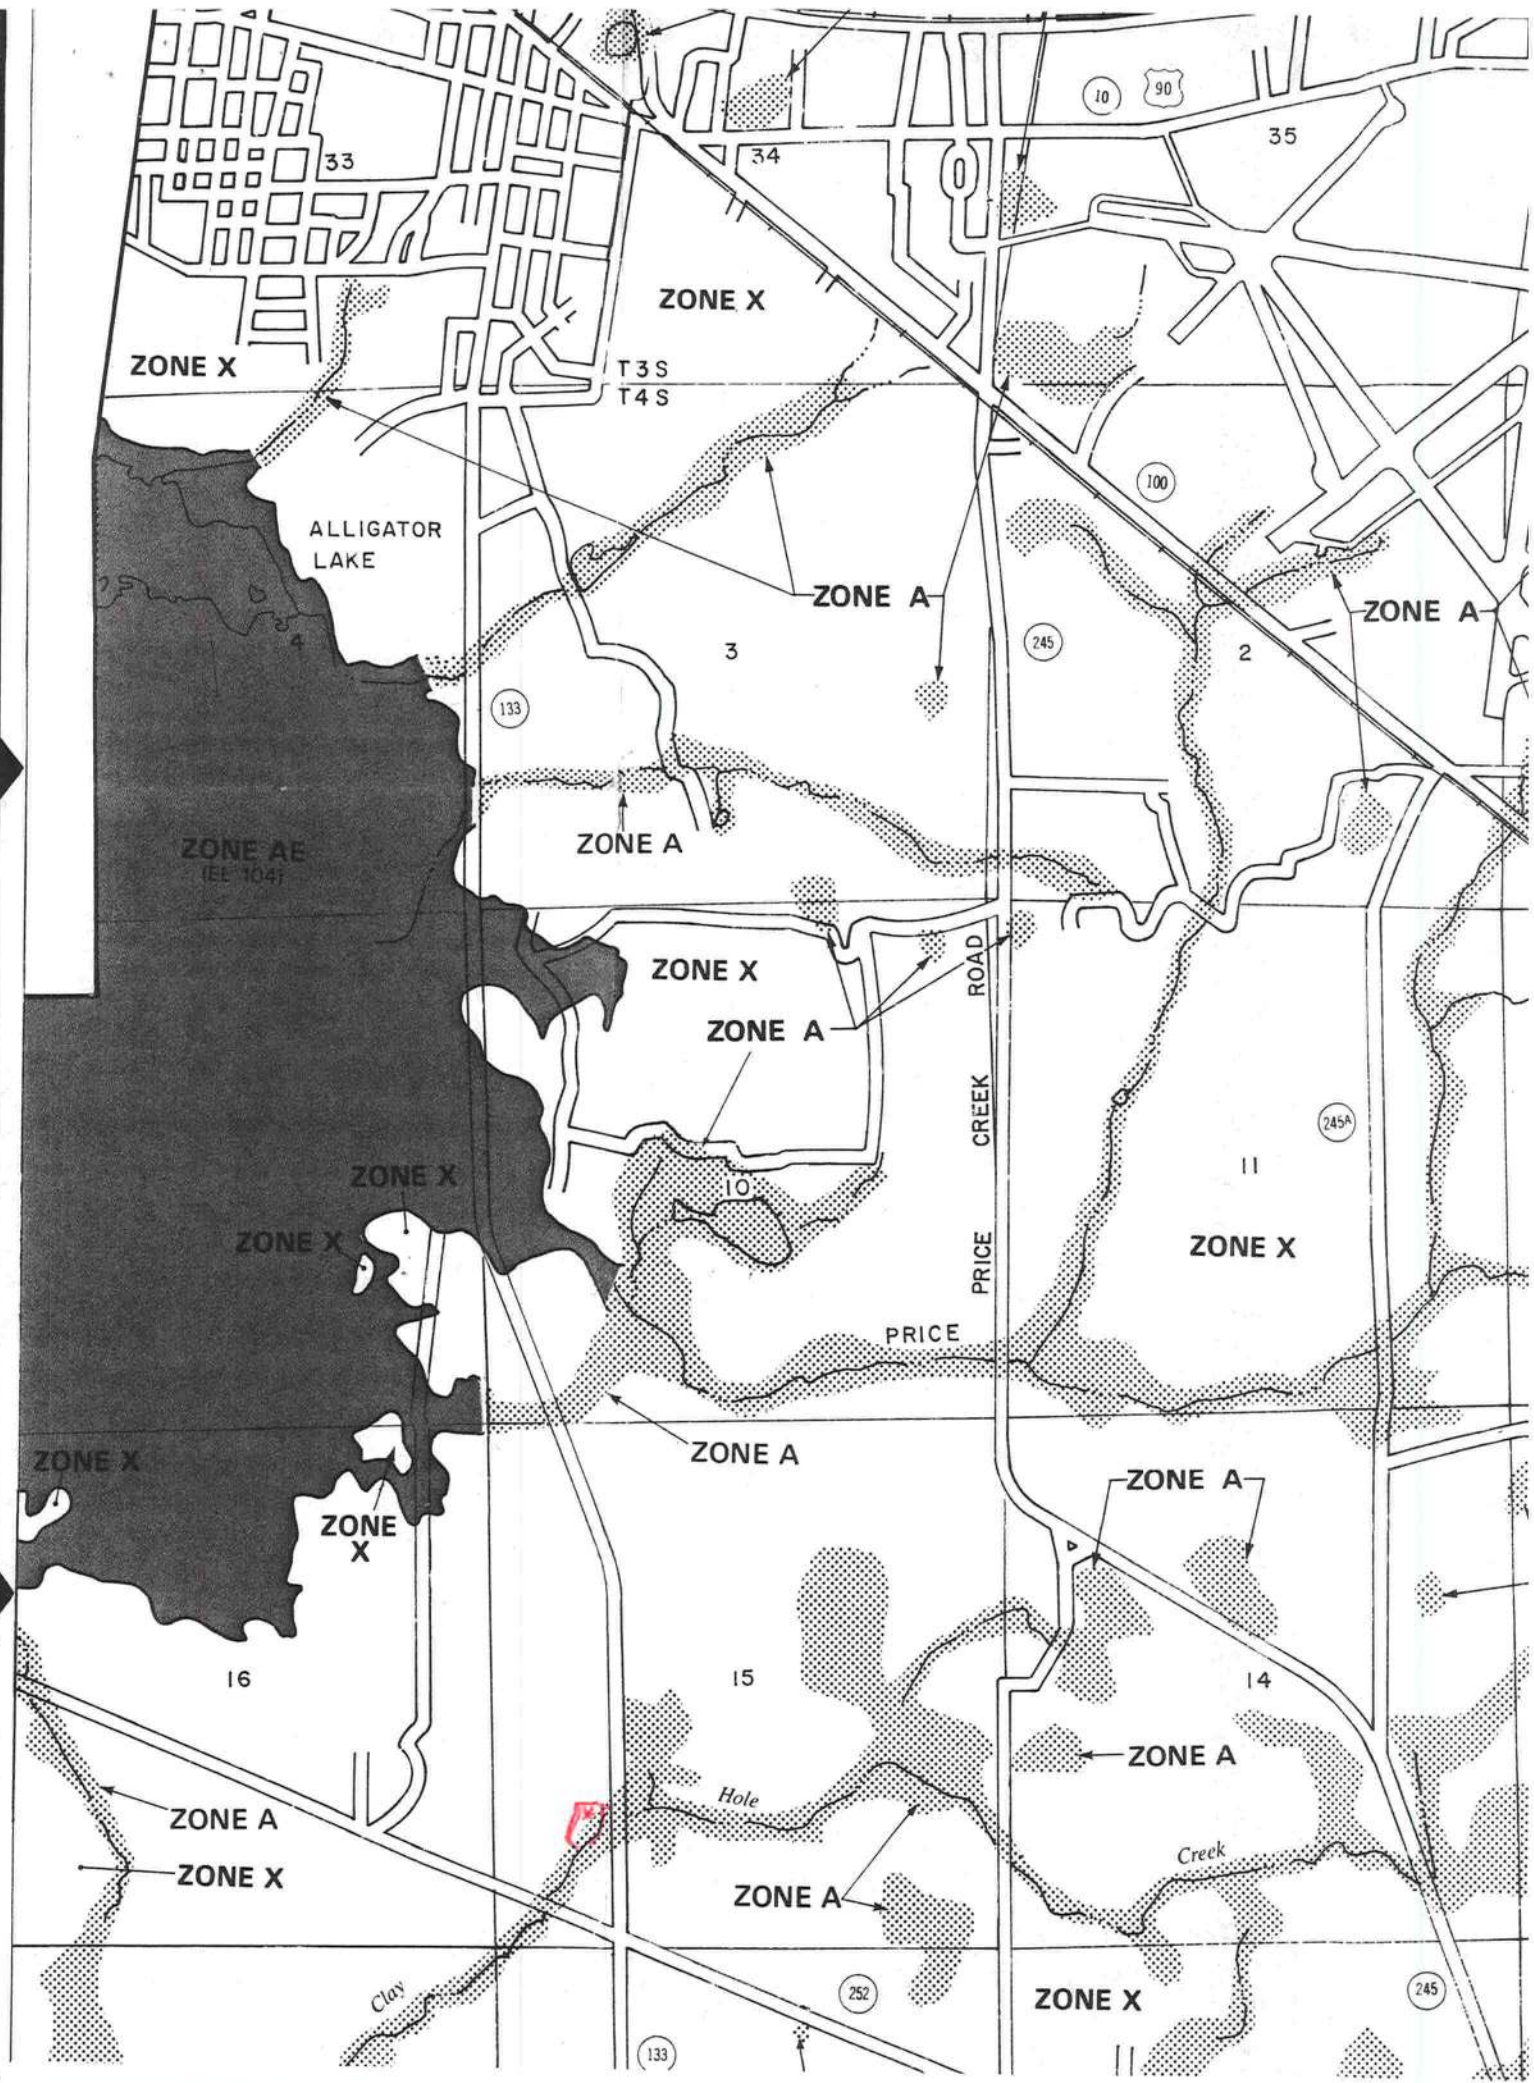 10
90
33
34
35
ZONE X
ZONE X
T3S
T4S
100
ALLIGATOR
LAKE
ZONE A
ZONE A
4
3
245
2
133
ZONE AE
(EL 104)
ZONE A
ZONE X
ZONE A
PRICE CREEK ROAD
245A
11
ZONE X
10
ZONE X
ZONE X
PRICE
ZONE A
ZONE X
ZONE A
ZONE
X
16
15
14
ZONE A
Hole
ZONE A
ZONE X
Creek
ZONE A
Clay
252
ZONE X
245
133